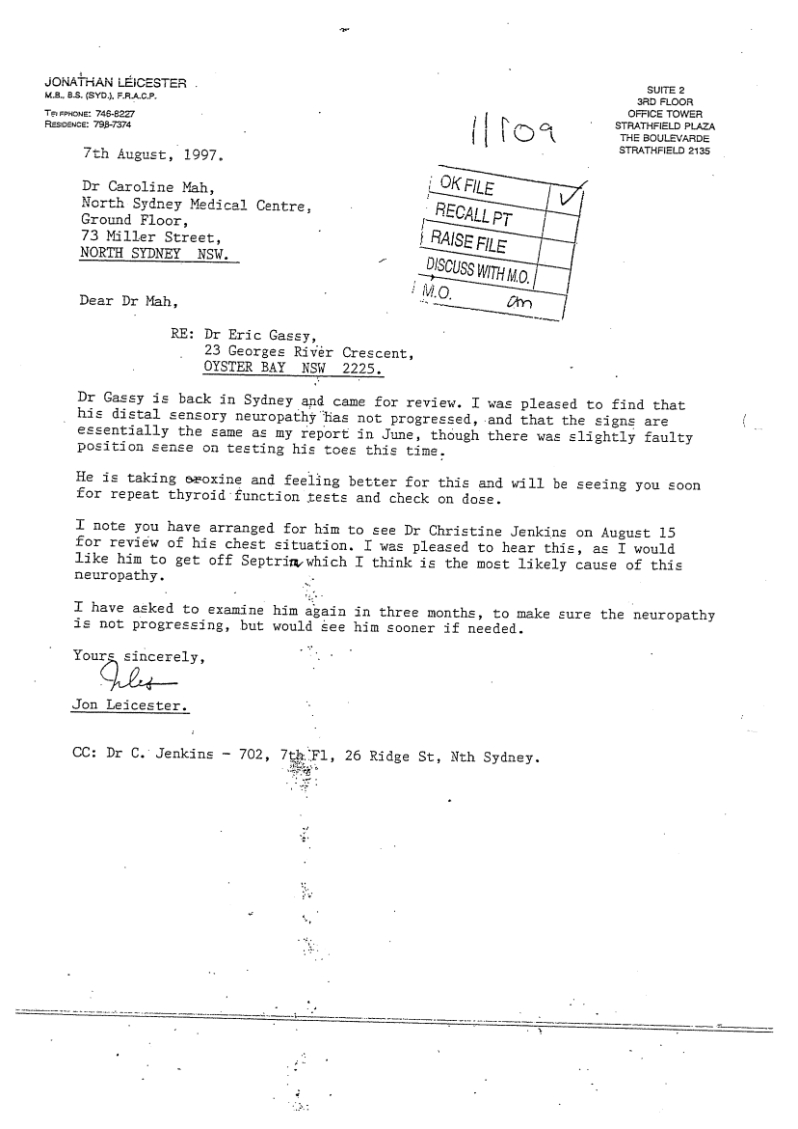 JONATHAN LEICESTER
M.B., B.S. (SYD.), F.R.A.C.P.
TELEPHONE: 746-8227
RESIDENCE: 798-7374
SUITE 2
3RD FLOOR
OFFICE TOWER
STRATHFIELD PLAZA
THE BOULEVARDE
STRATHFIELD 2135
7th August, 1997.
Dr Caroline Mah,
North Sydney Medical Centre,
Ground Floor,
73 Miller Street,
NORTH SYDNEY NSW.
OK FILE ✓
RECALL PT
RAISE FILE
DISCUSS WITH M.O.
M.O.
Dear Dr Mah,
RE: Dr Eric Gassy,
23 Georges River Crescent,
OYSTER BAY NSW 2225.
Dr Gassy is back in Sydney and came for review. I was pleased to find that
his distal sensory neuropathy has not progressed, and that the signs are
essentially the same as my report in June, though there was slightly faulty
position sense on testing his toes this time.
He is taking oroxine and feeling better for this and will be seeing you soon
for repeat thyroid function tests and check on dose.
I note you have arranged for him to see Dr Christine Jenkins on August 15
for review of his chest situation. I was pleased to hear this, as I would
like him to get off Septrin which I think is the most likely cause of this
neuropathy.
I have asked to examine him again in three months, to make sure the neuropathy
is not progressing, but would see him sooner if needed.
Yours sincerely,
Jon Leicester.
CC: Dr C. Jenkins - 702, 7th Fl, 26 Ridge St, Nth Sydney.